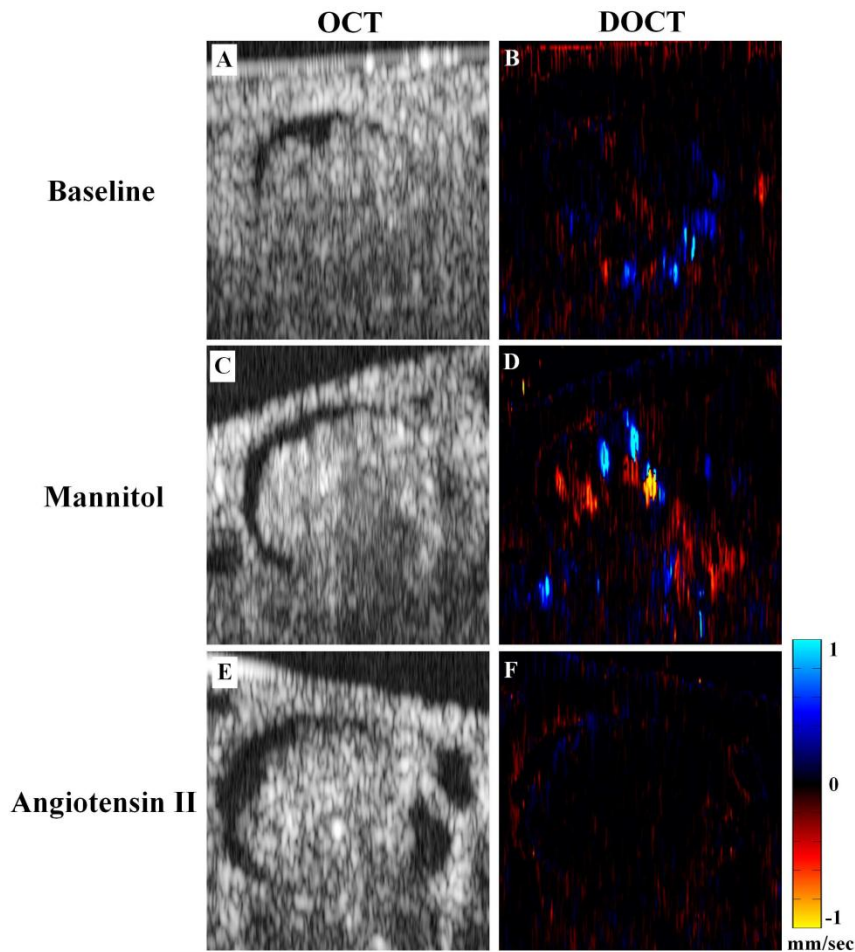 OCT DOCT
A B
Baseline
C D
Mannitol
E F
Angiotensin II
1
0
-1
mm/sec